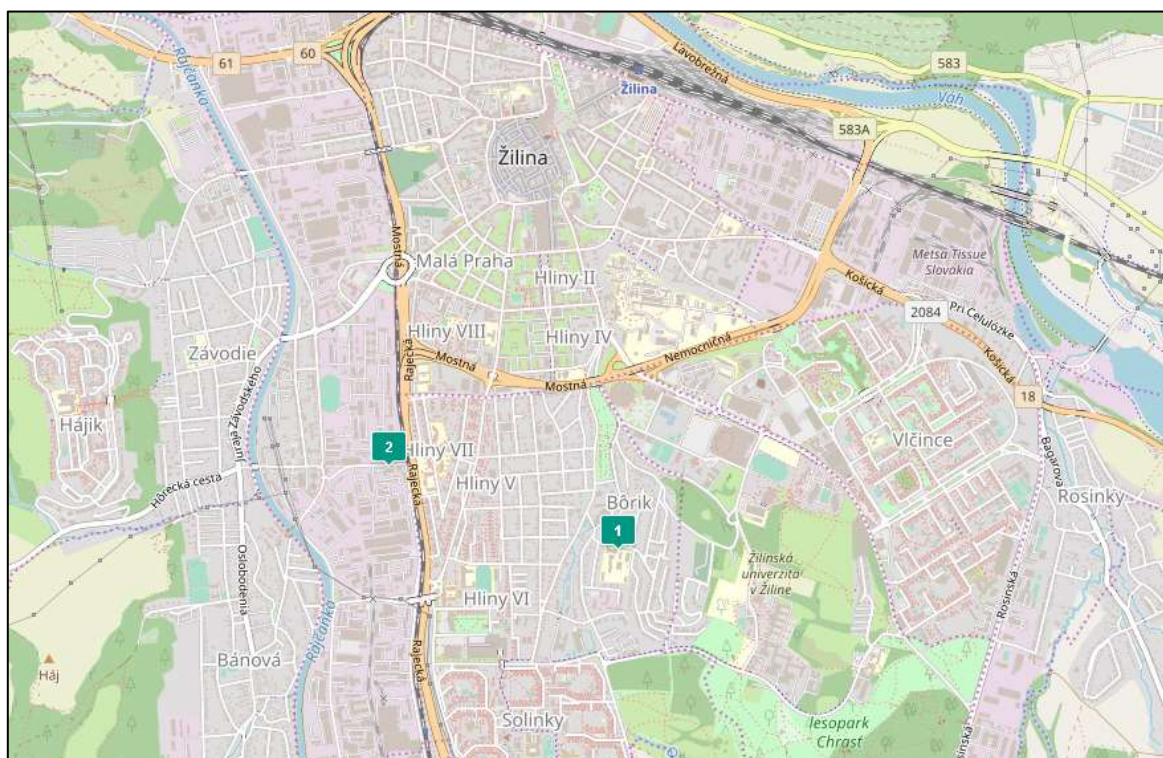 61
60
Rajčianka
Ľavobrežná
583
Váh
Žilina
583A
Žilina
Mostná
Malá Praha
Hliny II
Košická
Metsa Tissue
Slovakia
2084
Pri Celulózke
Hliny VIII
Hliny IV
Závodie
Rajecká
Mostná
Nemocničná
Mostná
Košická
18
Hájik
Juraja Závodského
2
Hliny VII
Vlčince
Bagarova
Hôrecká cesta
Rajecká
Hliny V
Bôrik
Rosinky
1
Oslobodenia
Žilinská
univerzita
v Žiline
Hliny VI
Rosinská
Rajčianka
Bánová
Rajecká
Háj
Solinky
lesopark
Chrasť